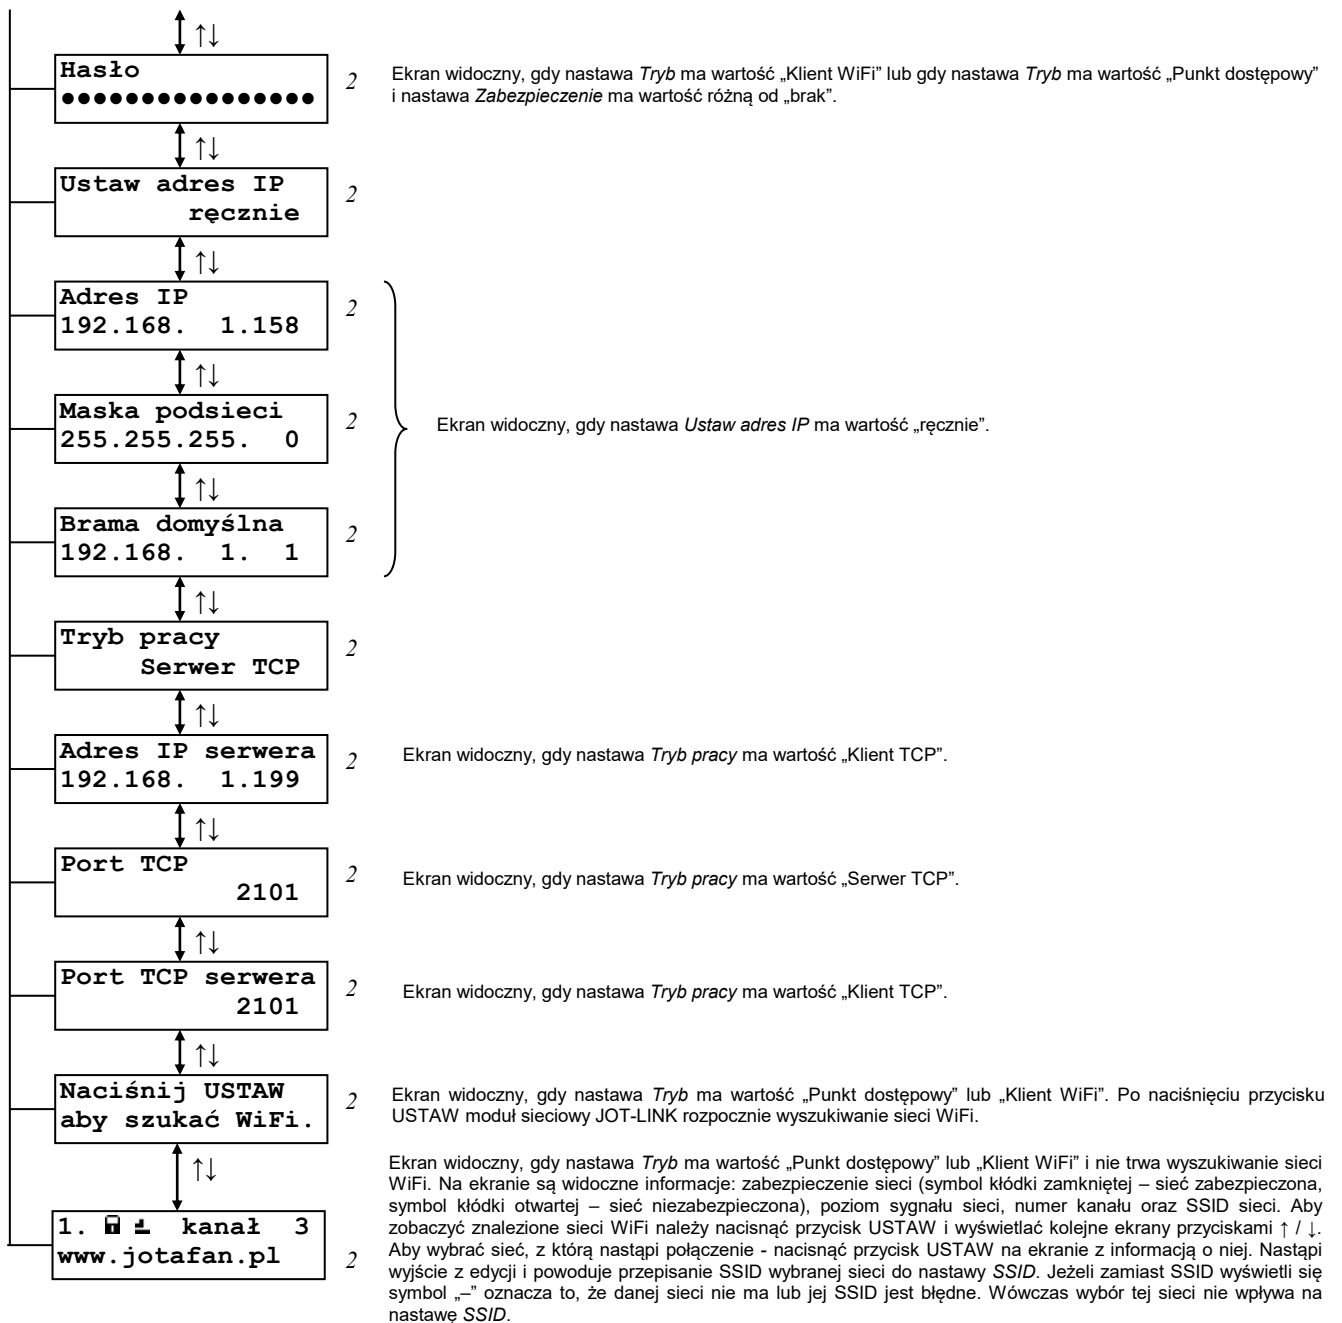 ↑↓
Hasło
●●●●●●●●●●●●●●●●
2
Ekran widoczny, gdy nastawa Tryb ma wartość „Klient WiFi” lub gdy nastawa Tryb ma wartość „Punkt dostępowy”
i nastawa Zabezpieczenie ma wartość różną od „brak”.
↑↓
Ustaw adres IP
ręcznie
2
↑↓
Adres IP
192.168.  1.158
2
↑↓
Maska podsieci
255.255.255.  0
2
Ekran widoczny, gdy nastawa Ustaw adres IP ma wartość „ręcznie”.
↑↓
Brama domyślna
192.168.  1.  1
2
↑↓
Tryb pracy
Serwer TCP
2
↑↓
Adres IP serwera
192.168.  1.199
2
Ekran widoczny, gdy nastawa Tryb pracy ma wartość „Klient TCP”.
↑↓
Port TCP
2101
2
Ekran widoczny, gdy nastawa Tryb pracy ma wartość „Serwer TCP”.
↑↓
Port TCP serwera
2101
2
Ekran widoczny, gdy nastawa Tryb pracy ma wartość „Klient TCP”.
↑↓
Naciśnij USTAW
aby szukać WiFi.
2
Ekran widoczny, gdy nastawa Tryb ma wartość „Punkt dostępowy” lub „Klient WiFi”. Po naciśnięciu przycisku
USTAW moduł sieciowy JOT-LINK rozpocznie wyszukiwanie sieci WiFi.
↑↓
1. kanał 3
www.jotafan.pl
2
Ekran widoczny, gdy nastawa Tryb ma wartość „Punkt dostępowy” lub „Klient WiFi” i nie trwa wyszukiwanie sieci
WiFi. Na ekranie są widoczne informacje: zabezpieczenie sieci (symbol kłódki zamkniętej – sieć zabezpieczona,
symbol kłódki otwartej – sieć niezabezpieczona), poziom sygnału sieci, numer kanału oraz SSID sieci. Aby
zobaczyć znalezione sieci WiFi należy nacisnąć przycisk USTAW i wyświetlać kolejne ekrany przyciskami ↑ / ↓.
Aby wybrać sieć, z którą nastąpi połączenie - nacisnąć przycisk USTAW na ekranie z informacją o niej. Nastąpi
wyjście z edycji i powoduje przepisanie SSID wybranej sieci do nastawy SSID. Jeżeli zamiast SSID wyświetli się
symbol „–” oznacza to, że danej sieci nie ma lub jej SSID jest błędne. Wówczas wybór tej sieci nie wpływa na
nastawę SSID.